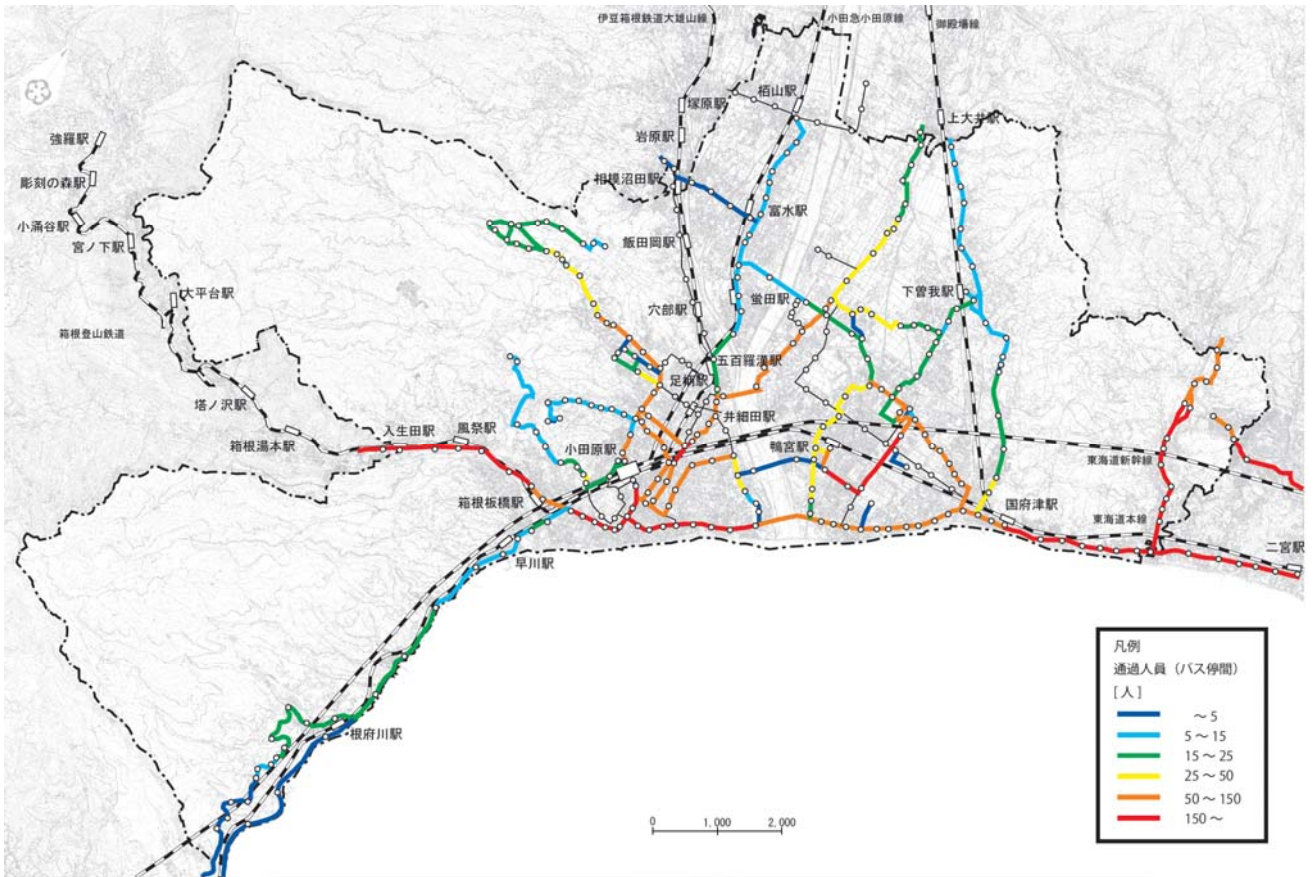 伊豆箱根鉄道大雄山線
小田急小田原線
御殿場線
塚原駅
栢山駅
上大井駅
強羅駅
岩原駅
彫刻の森駅
相模沼田駅
小涌谷駅
富水駅
宮ノ下駅
飯田岡駅
大平台駅
蛍田駅
下曽我駅
穴部駅
箱根登山鉄道
五百羅漢駅
足柄駅
塔ノ沢駅
井細田駅
入生田駅
風祭駅
箱根湯本駅
小田原駅
鴨宮駅
東海道新幹線
箱根板橋駅
国府津駅
東海道本線
二宮駅
早川駅
根府川駅
凡例
通過人員（バス停間）
[人]
～5
5～15
15～25
25～50
50～150
150～
0 1,000 2,000